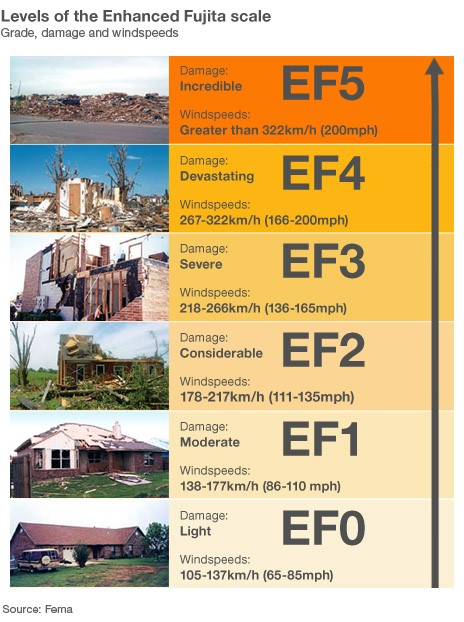 Levels of the Enhanced Fujita scale
Grade, damage and windspeeds
Damage:
Incredible
EF5
Windspeeds:
Greater than 322km/h (200mph)
Damage:
Devastating
EF4
Windspeeds:
267-322km/h (166-200mph)
Damage:
Severe
EF3
Windspeeds:
218-266km/h (136-165mph)
Damage:
Considerable
EF2
Windspeeds:
178-217km/h (111-135mph)
Damage:
Moderate
EF1
Windspeeds:
138-177km/h (86-110 mph)
Damage:
Light
EF0
Windspeeds:
105-137km/h (65-85mph)
Source: Fema